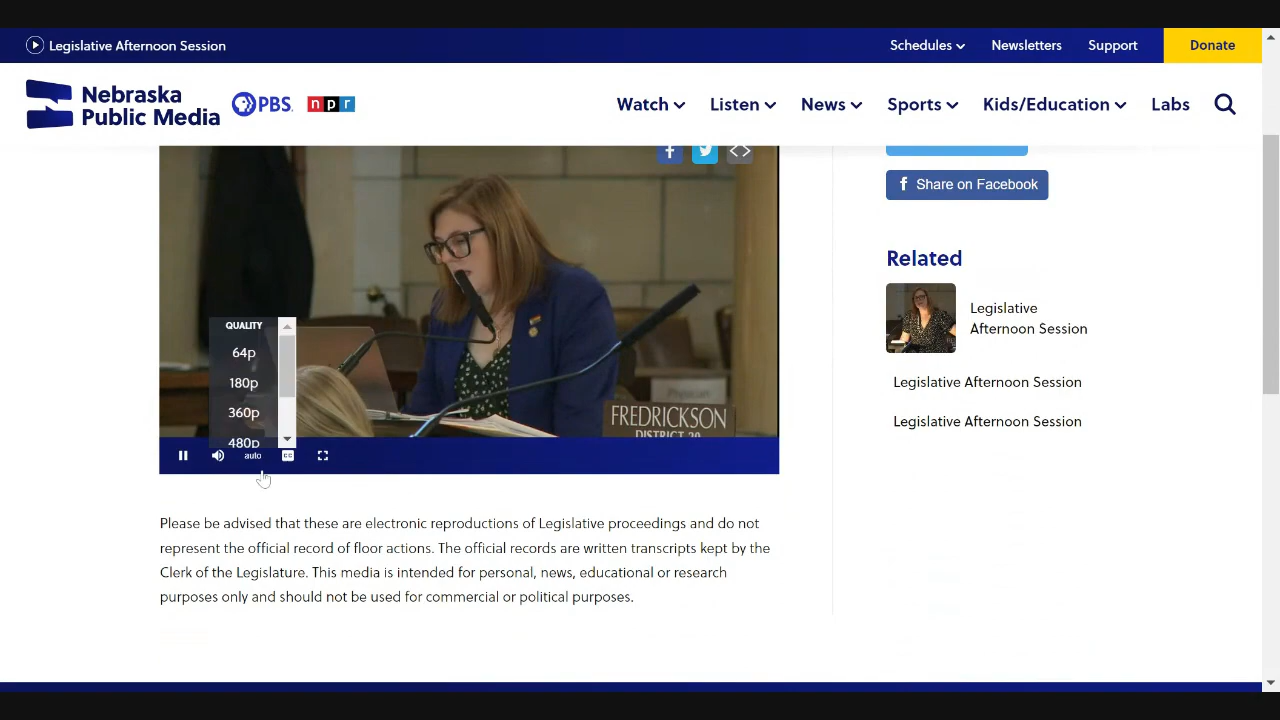 Legislative Afternoon Session
Schedules
Newsletters
Support
Donate
Nebraska
Public Media
PBS
npr
Watch
Listen
News
Sports
Kids/Education
Labs
Share on Facebook
Related
Legislative
Afternoon Session
Legislative Afternoon Session
Legislative Afternoon Session
QUALITY
64p
180p
360p
480p
FREDRICKSON
DISTRICT 20
Physician
auto
CC
Please be advised that these are electronic reproductions of Legislative proceedings and do not
represent the official record of floor actions. The official records are written transcripts kept by the
Clerk of the Legislature. This media is intended for personal, news, educational or research
purposes only and should not be used for commercial or political purposes.